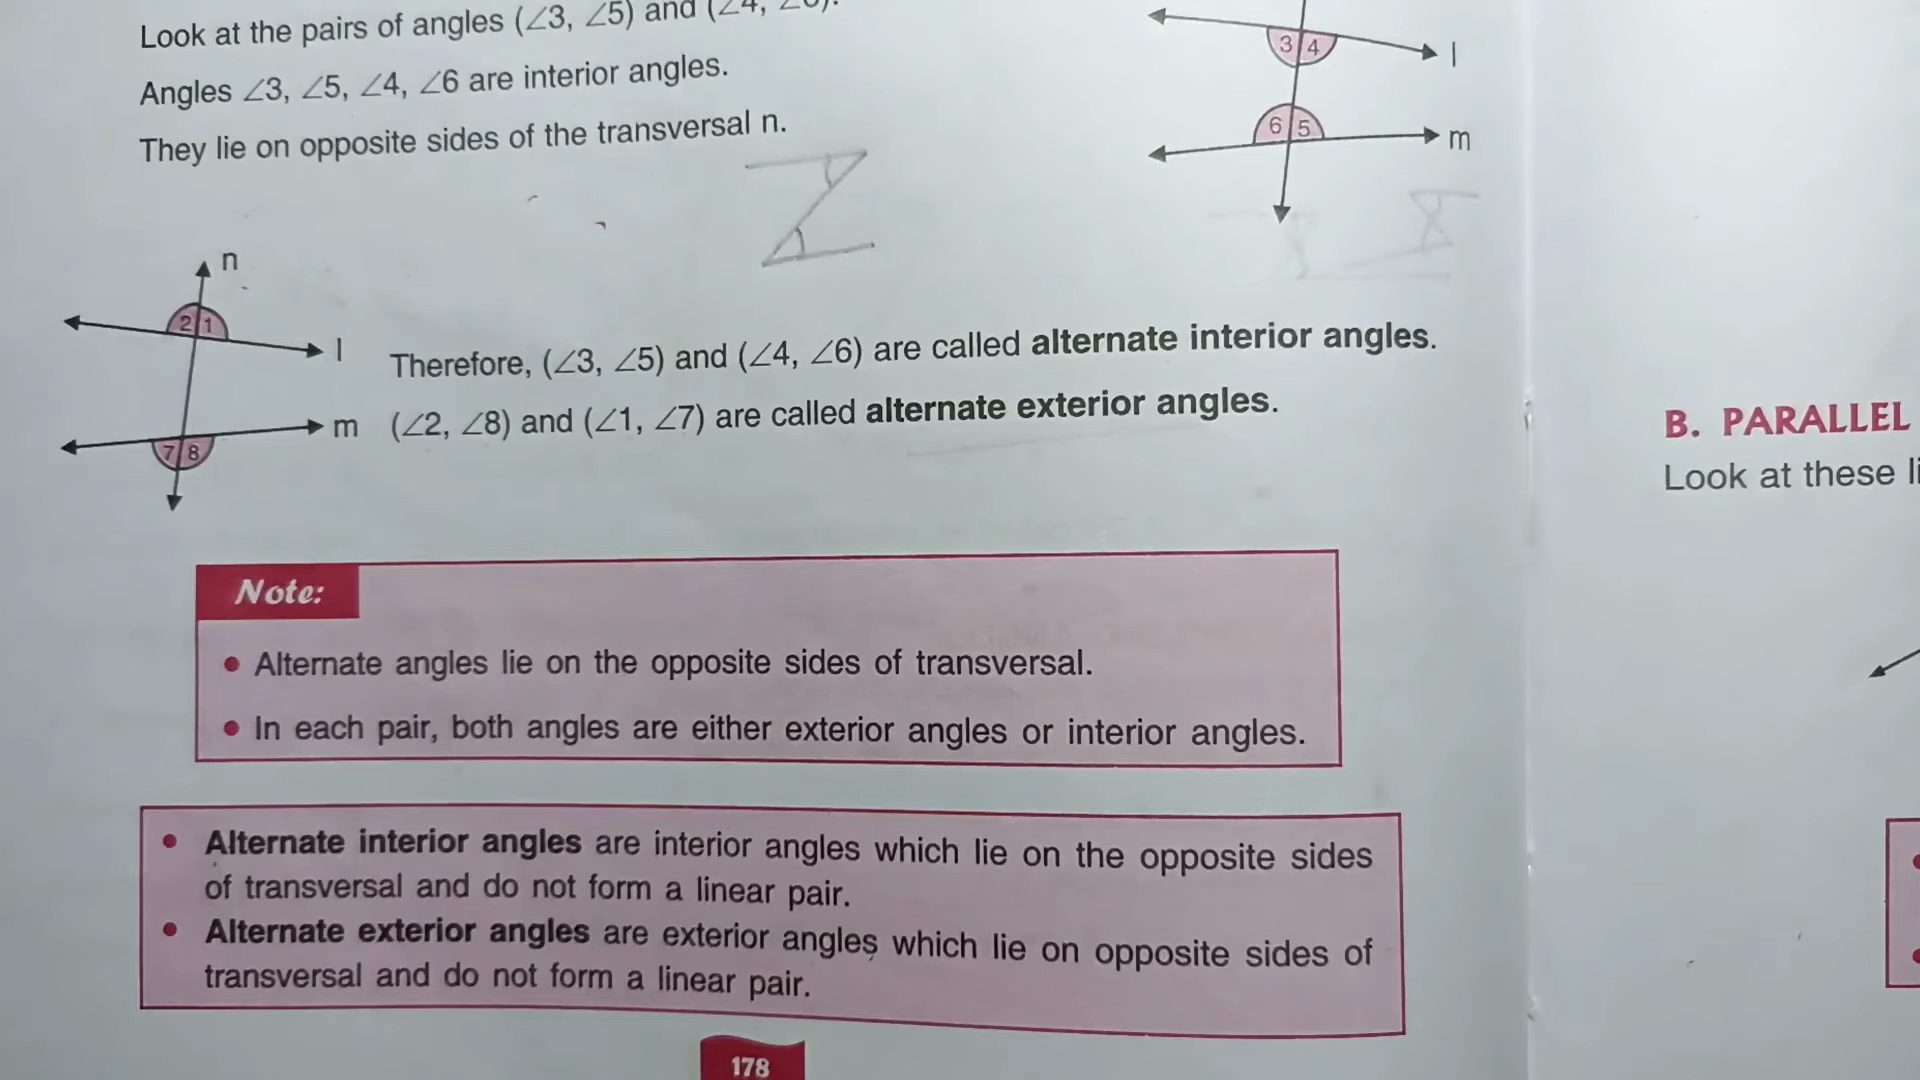 Look at the pairs of angles (∠3, ∠5) and (∠4,
Angles ∠3, ∠5, ∠4, ∠6 are interior angles.
They lie on opposite sides of the transversal n.
3 4
l
6 5
m
n
2 1
l
m
7 8
Therefore, (∠3, ∠5) and (∠4, ∠6) are called alternate interior angles.
(∠2, ∠8) and (∠1, ∠7) are called alternate exterior angles.
Note:
• Alternate angles lie on the opposite sides of transversal.
• In each pair, both angles are either exterior angles or interior angles.
• Alternate interior angles are interior angles which lie on the opposite sides
of transversal and do not form a linear pair.
• Alternate exterior angles are exterior angles which lie on opposite sides of
transversal and do not form a linear pair.
178
B. PARALLEL
Look at these